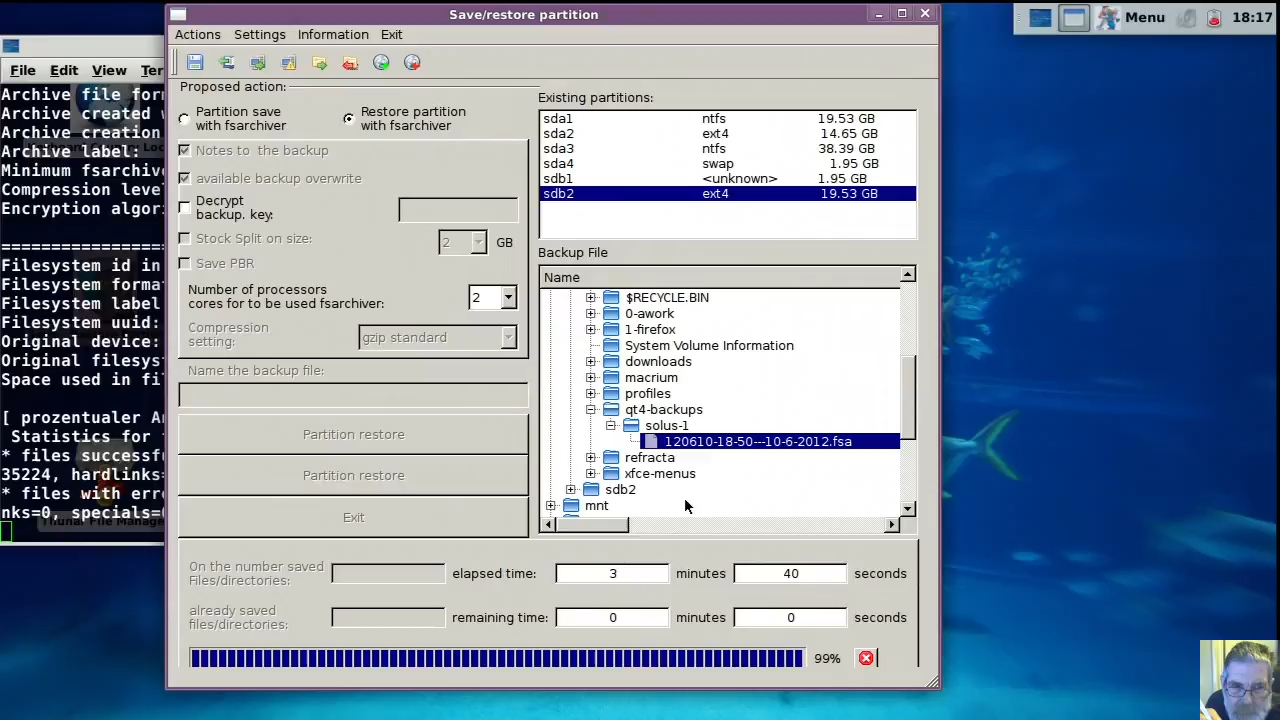 Save/restore partition
Menu
18:17
Actions Settings Information Exit
File Edit View Ter
Archive file for
Archive created
Archive creation
Archive label:
Minimum fsarchiv
Compression leve
Encryption algor
====================
Filesystem id in
Filesystem forma
Filesystem label
Filesystem uuid:
Original device:
Original filesys
Space used in fi
[ prozentualer A
Statistics for
* files successf
35224, hardlinks=
* files with erro
nks=0, specials=
Proposed action:
Partition save
with fsarchiver
Restore partition
with fsarchiver
Notes to the backup
available backup overwrite
Decrypt
backup. key:
Stock Split on size:
2
GB
Save PBR
Number of processors
cores for to be used fsarchiver:
2
Compression
setting:
gzip standard
Name the backup file:
Partition restore
Partition restore
Exit
Existing partitions:
sda1 ntfs 19.53 GB
sda2 ext4 14.65 GB
sda3 ntfs 38.39 GB
sda4 swap 1.95 GB
sdb1 <unknown> 1.95 GB
sdb2 ext4 19.53 GB
Backup File
Name
$RECYCLE.BIN
0-awork
1-firefox
System Volume Information
downloads
macrium
profiles
qt4-backups
solus-1
120610-18-50---10-6-2012.fsa
refracta
xfce-menus
sdb2
mnt
On the number saved
Files/directories:
elapsed time: 3 minutes 40 seconds
already saved
files/directories:
remaining time: 0 minutes 0 seconds
99%